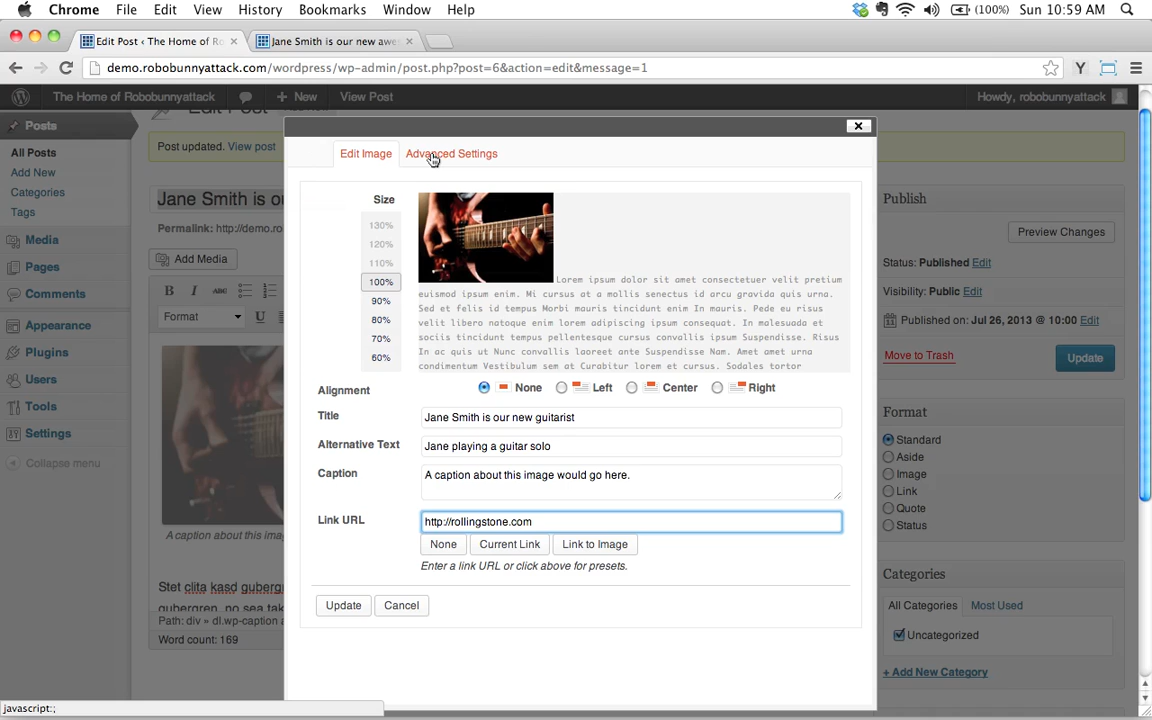 Chrome File Edit View History Bookmarks Window Help (100%) Sun 10:59 AM
Edit Post ‹ The Home of Ro Jane Smith is our new awes
demo.robobunnyattack.com/wordpress/wp-admin/post.php?post=6&action=edit&message=1
The Home of Robobunnyattack + New View Post Howdy, robobunnyattack
Edit Post
Posts
All Posts
Add New
Categories
Tags
Media
Pages
Comments
Appearance
Plugins
Users
Tools
Settings
Collapse menu
Post updated. View post
Jane Smith is ou
Permalink: http://demo.ro
Add Media
B I ABC
Format U
A caption about this imag
Stet clita kasd guberg
gubergren, no sea tak
Path: div » dl.wp-caption
Word count: 169
Edit Image Advanced Settings
Size
130%
120%
110%
100%
90%
80%
70%
60%
Lorem ipsum dolor sit amet consectetuer velit pretium
euismod ipsum enim. Mi cursus at a mollis senectus id arcu gravida quis urna.
Sed et felis id tempus Morbi mauris tincidunt enim In mauris. Pede eu risus
velit libero natoque enim lorem adipiscing ipsum consequat. In malesuada et
sociis tincidunt tempus pellentesque cursus convallis ipsum Suspendisse. Risus
In ac quis ut Nunc convallis laoreet ante Suspendisse Nam. Amet amet urna
condimentum Vestibulum sem at Curabitur lorem et cursus. Sodales tortor
Alignment None Left Center Right
Title Jane Smith is our new guitarist
Alternative Text Jane playing a guitar solo
Caption A caption about this image would go here.
Link URL http://rollingstone.com
None Current Link Link to Image
Enter a link URL or click above for presets.
Update Cancel
Publish
Preview Changes
Status: Published Edit
Visibility: Public Edit
Published on: Jul 26, 2013 @ 10:00 Edit
Move to Trash Update
Format
Standard
Aside
Image
Link
Quote
Status
Categories
All Categories Most Used
Uncategorized
+ Add New Category
javascript:;